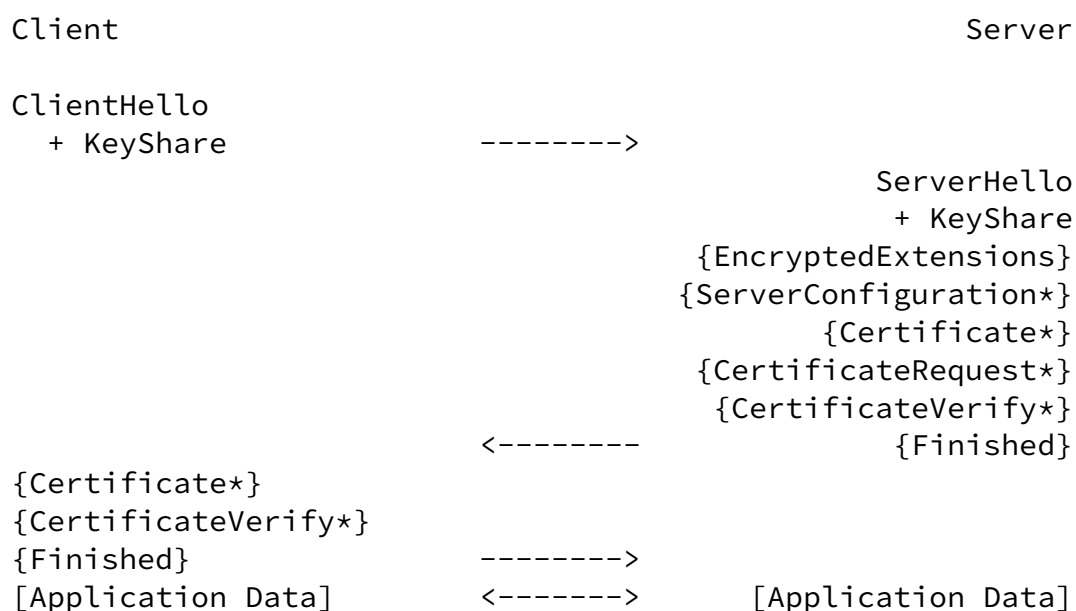 Client                                               Server

ClientHello
  + KeyShare              -------->
                                                ServerHello
                                                 + KeyShare
                                      {EncryptedExtensions}
                                     {ServerConfiguration*}
                                             {Certificate*}
                                      {CertificateRequest*}
                                       {CertificateVerify*}
                          <--------              {Finished}
{Certificate*}
{CertificateVerify*}
{Finished}                -------->
[Application Data]        <------->      [Application Data]